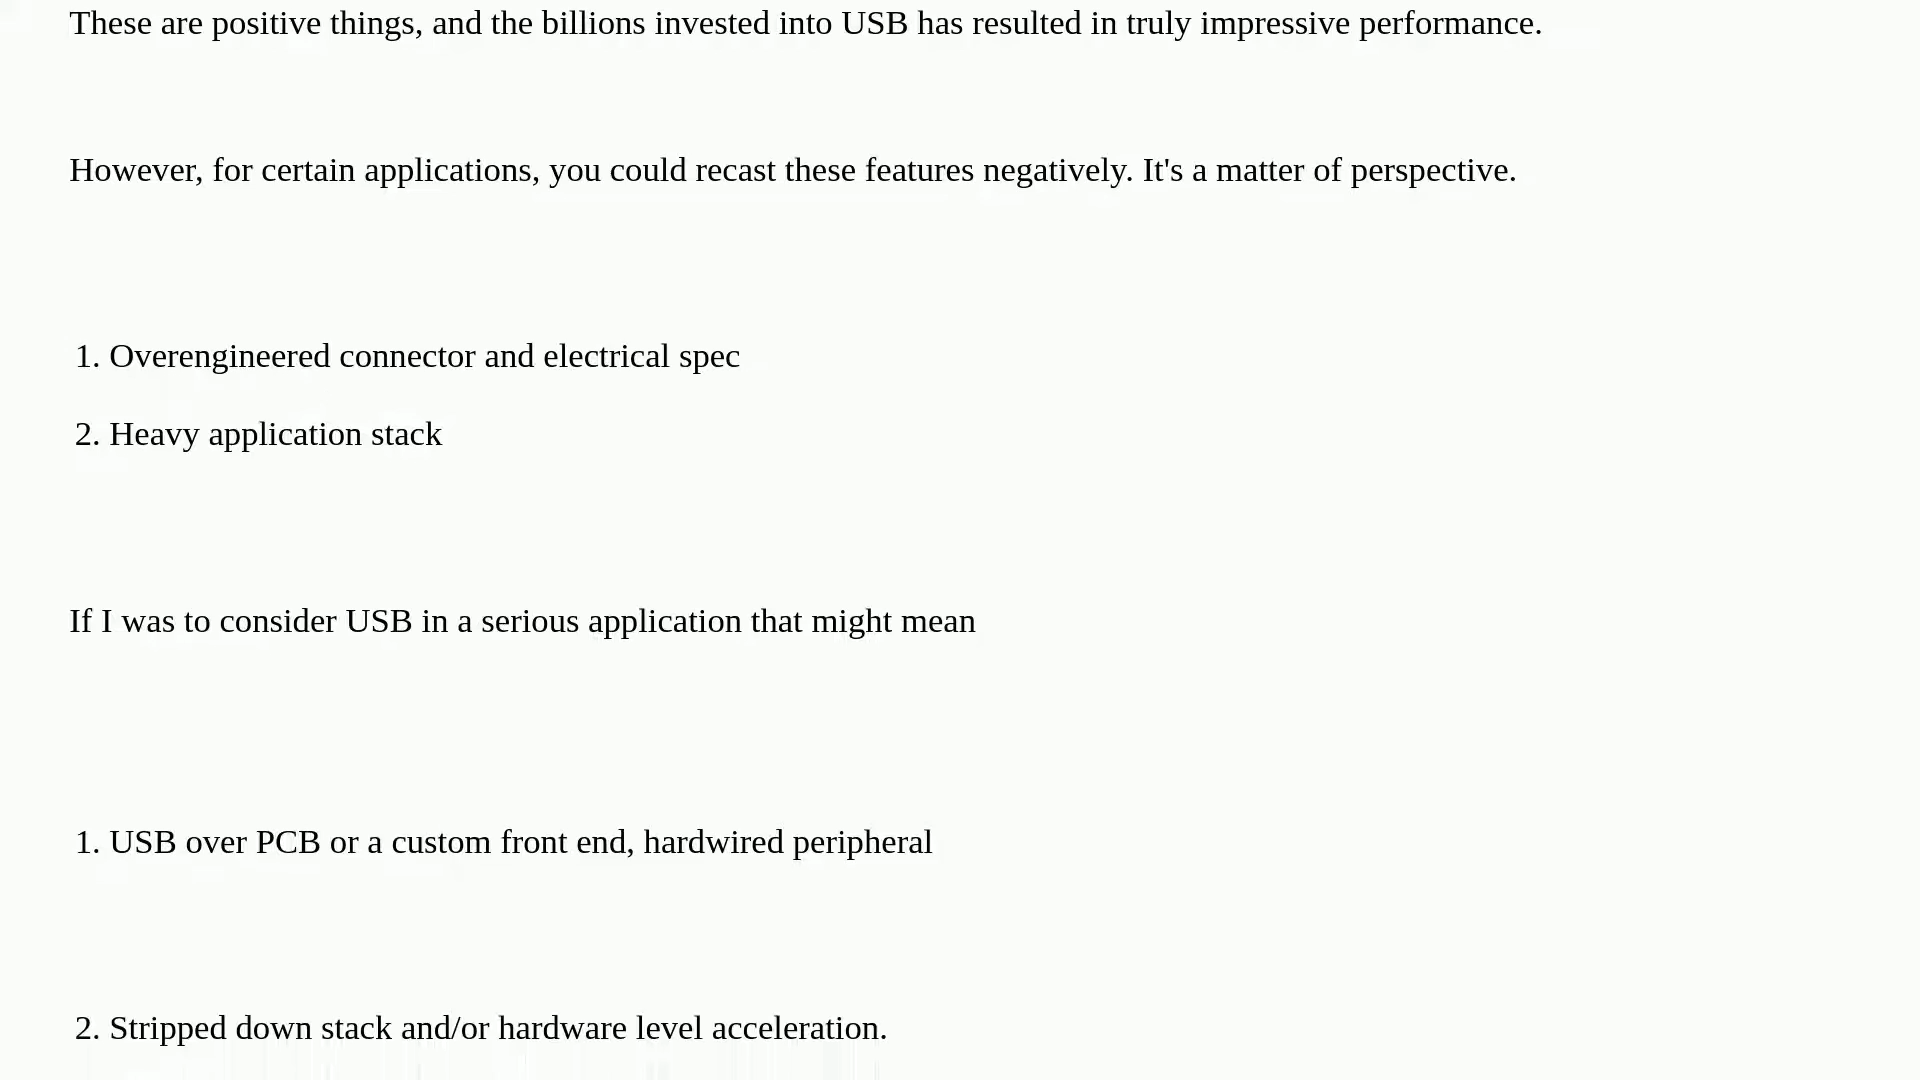 These are positive things, and the billions invested into USB has resulted in truly impressive performance.
However, for certain applications, you could recast these features negatively. It's a matter of perspective.
1. Overengineered connector and electrical spec
2. Heavy application stack
If I was to consider USB in a serious application that might mean
1. USB over PCB or a custom front end, hardwired peripheral
2. Stripped down stack and/or hardware level acceleration.